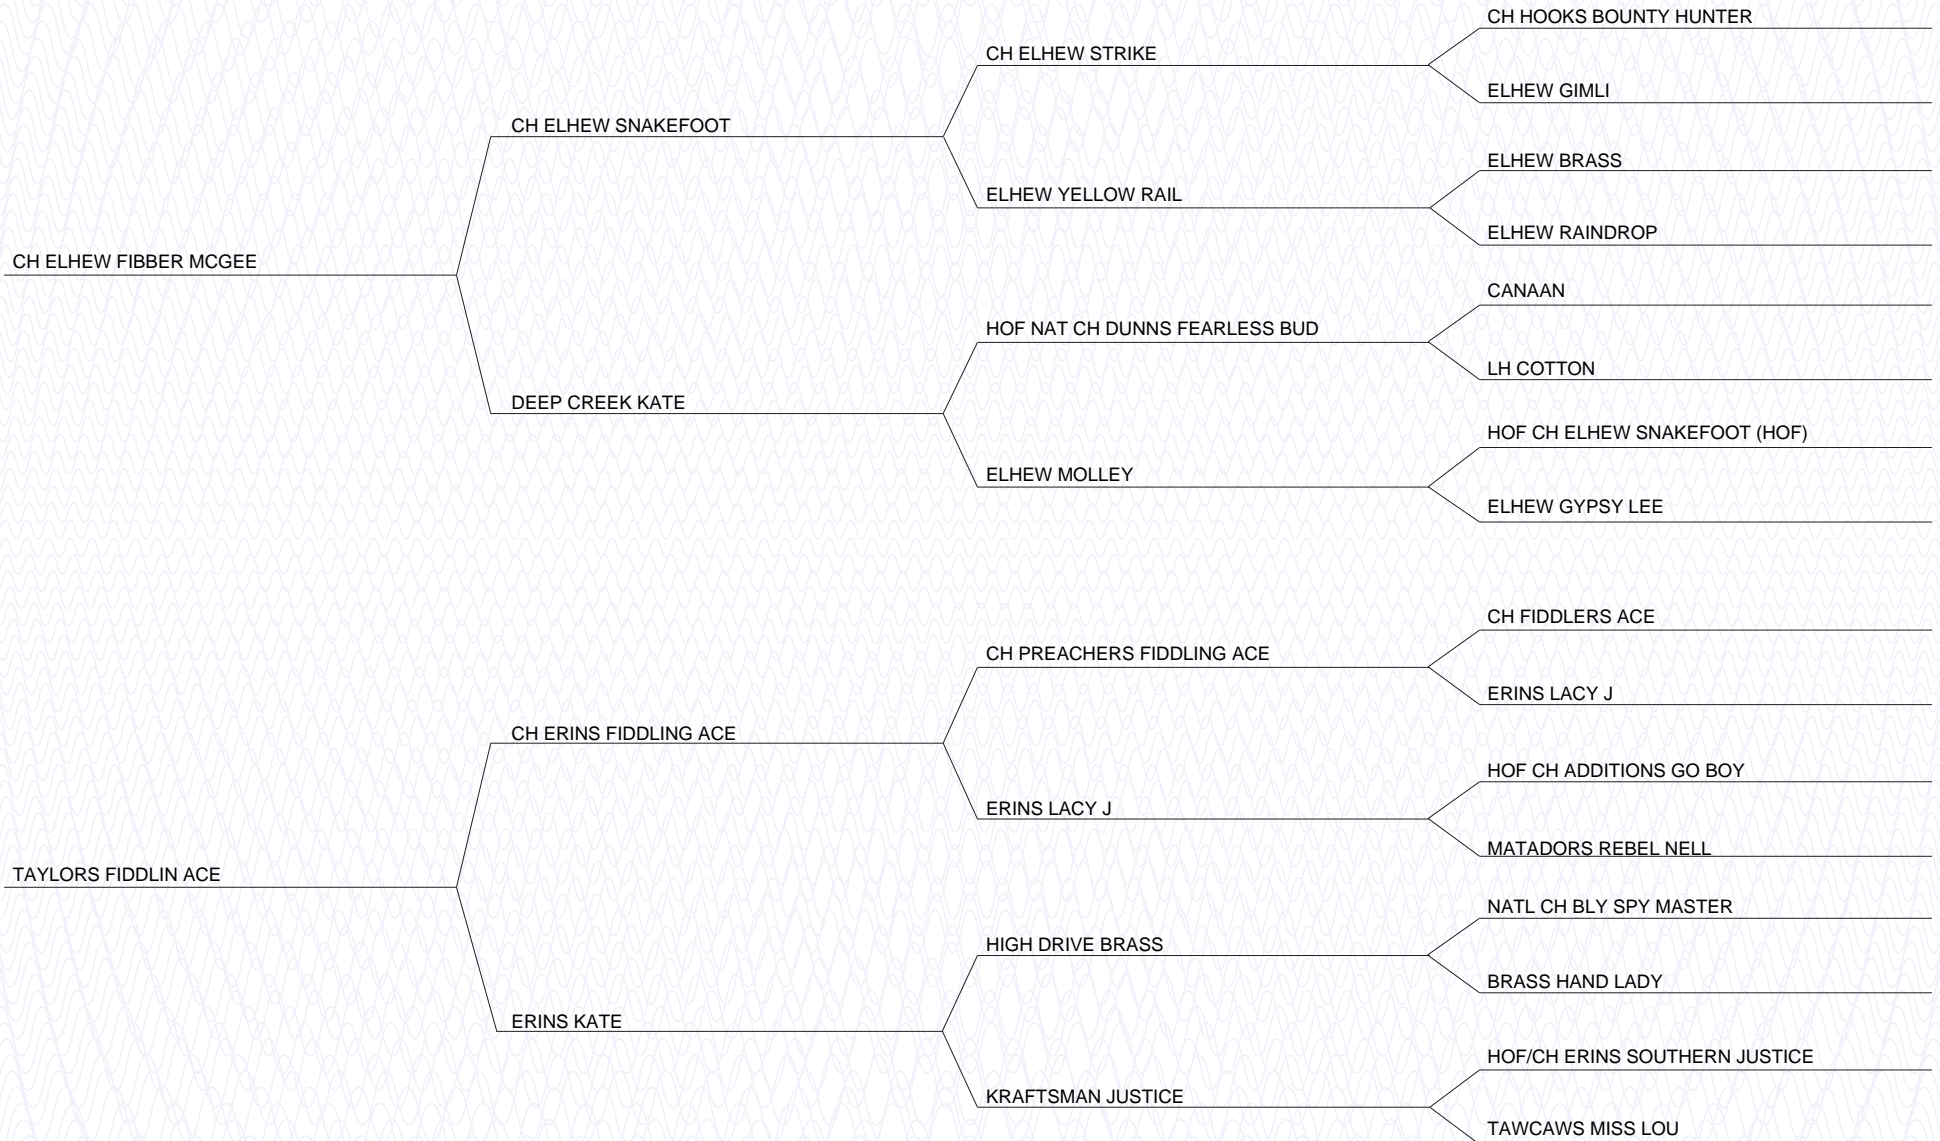 CH HOOKS BOUNTY HUNTER
CH ELHEW STRIKE
ELHEW GIMLI
CH ELHEW SNAKEFOOT
ELHEW BRASS
ELHEW YELLOW RAIL
ELHEW RAINDROP
CH ELHEW FIBBER MCGEE
CANAAN
HOF NAT CH DUNNS FEARLESS BUD
LH COTTON
DEEP CREEK KATE
HOF CH ELHEW SNAKEFOOT (HOF)
ELHEW MOLLEY
ELHEW GYPSY LEE
CH FIDDLERS ACE
CH PREACHERS FIDDLING ACE
ERINS LACY J
CH ERINS FIDDLING ACE
HOF CH ADDITIONS GO BOY
ERINS LACY J
MATADORS REBEL NELL
TAYLORS FIDDLIN ACE
NATL CH BLY SPY MASTER
HIGH DRIVE BRASS
BRASS HAND LADY
ERINS KATE
HOF/CH ERINS SOUTHERN JUSTICE
KRAFTSMAN JUSTICE
TAWCAWS MISS LOU